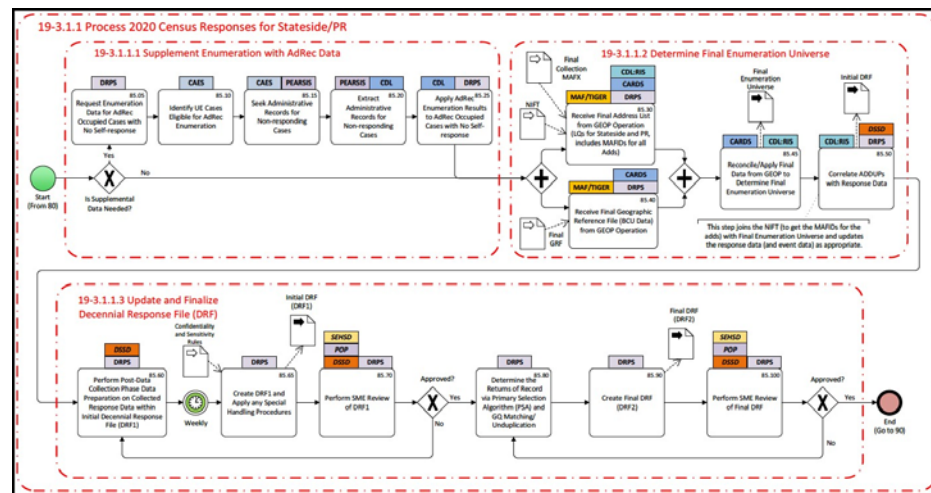 19-3.1.1 Process 2020 Census Responses for Stateside/PR
19-3.1.1.1 Supplement Enumeration with AdRec Data
DRPS
85.05
Request Enumeration
Data for AdRec
Occupied Cases with
No Self-response
CAES
85.10
Identify UE Cases
Eligible for AdRec
Enumeration
CAES
PEARSIS
85.15
Seek Administrative
Records for
Non-responding
Cases
PEARSIS
CDL
85.20
Extract
Administrative
Records for
Non-responding
Cases
CDL
DRPS
85.25
Apply AdRec
Enumeration Results
to AdRec Occupied
Cases with No Self-
response
Yes
No
Start
(From 80)
Is Supplemental
Data Needed?
19-3.1.1.2 Determine Final Enumeration Universe
Final
Collection
MAFX
NIFT
CDL:RIS
CARDS
MAF/TIGER
DRPS
85.30
Receive Final Address List
from GEOP Operation
(LQs for Stateside and PR,
includes MAFIDs for all
Adds)
CARDS
MAF/TIGER
DRPS
85.40
Receive Final Geographic
Reference File (BCU Data)
from GEOP Operation
Final
GRF
Final
Enumeration
Universe
CARDS
CDL:RIS
85.45
Reconcile/Apply Final
Data from GEOP to
Determine Final
Enumeration Universe
Initial DRF
DSSD
CDL:RIS
DRPS
85.50
Correlate ADDUPs
with Response Data
This step joins the NIFT (to get the MAFIDs for the
adds) with Final Enumeration Universe and updates
the response data (and event data) as appropriate.
19-3.1.1.3 Update and Finalize
Decennial Response File (DRF)
DSSD
DRPS
85.60
Perform Post-Data
Collection Phase Data
Preparation on Collected
Response Data within
Initial Decennial Response
File (DRF1)
Confidentiality
and Sensitivity
Rules
Weekly
Initial DRF
(DRF1)
DRPS
85.65
Create DRF1 and
Apply any Special
Handling Procedures
SEHSD
POP
DSSD
DRPS
85.70
Perform SME Review
of DRF1
Approved?
Yes
No
DRPS
85.80
Determine the
Returns of Record
via Primary Selection
Algorithm (PSA) and
GQ Matching/
Unduplication
Final DRF
(DRF2)
DRPS
85.90
Create Final DRF
(DRF2)
SEHSD
POP
DSSD
DRPS
85.100
Perform SME Review
of Final DRF
Approved?
Yes
No
End
(Go to 90)